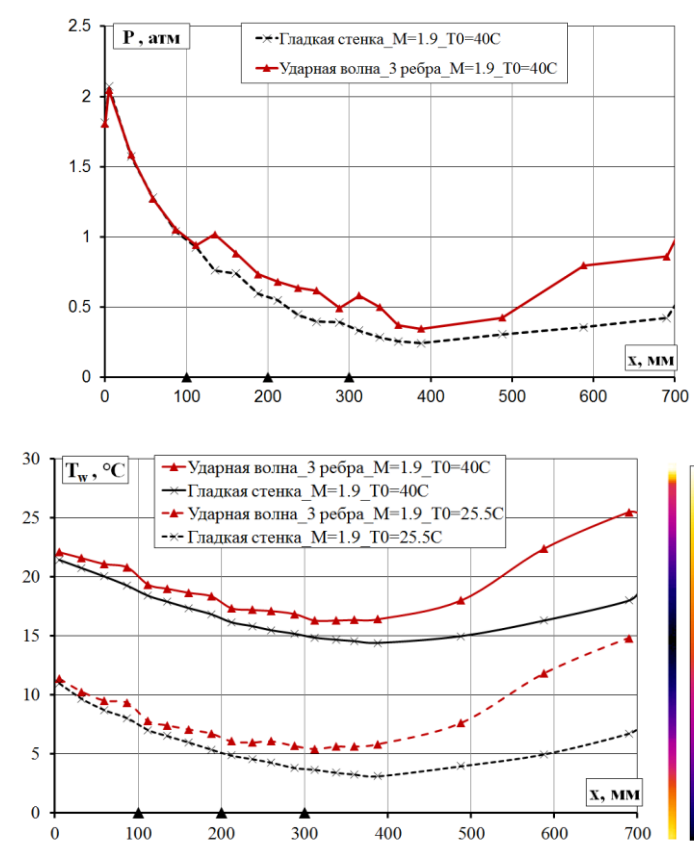 2.5
P , атм
Гладкая стенка_M=1.9_T0=40C
Ударная волна_3 ребра_M=1.9_T0=40C
2
1.5
1
0.5
x, мм
0
0 100 200 300 400 500 600 700
30
T_w , °C
Ударная волна_3 ребра_M=1.9_T0=40C
Гладкая стенка_M=1.9_T0=40C
Ударная волна_3 ребра_M=1.9_T0=25.5C
Гладкая стенка_M=1.9_T0=25.5C
25
20
15
10
5
x, мм
0
0 100 200 300 400 500 600 700